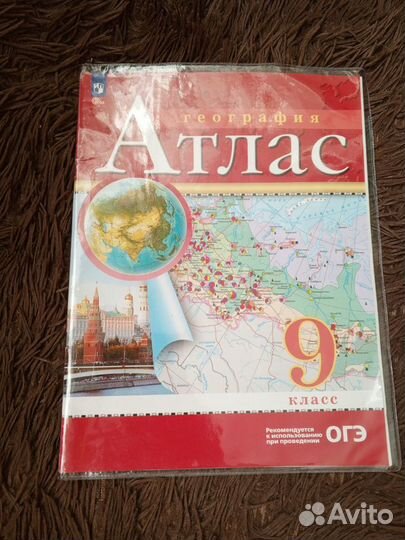 география
Атлас
9
класс
Рекомендуется
к использованию
при проведении
ОГЭ
Avito